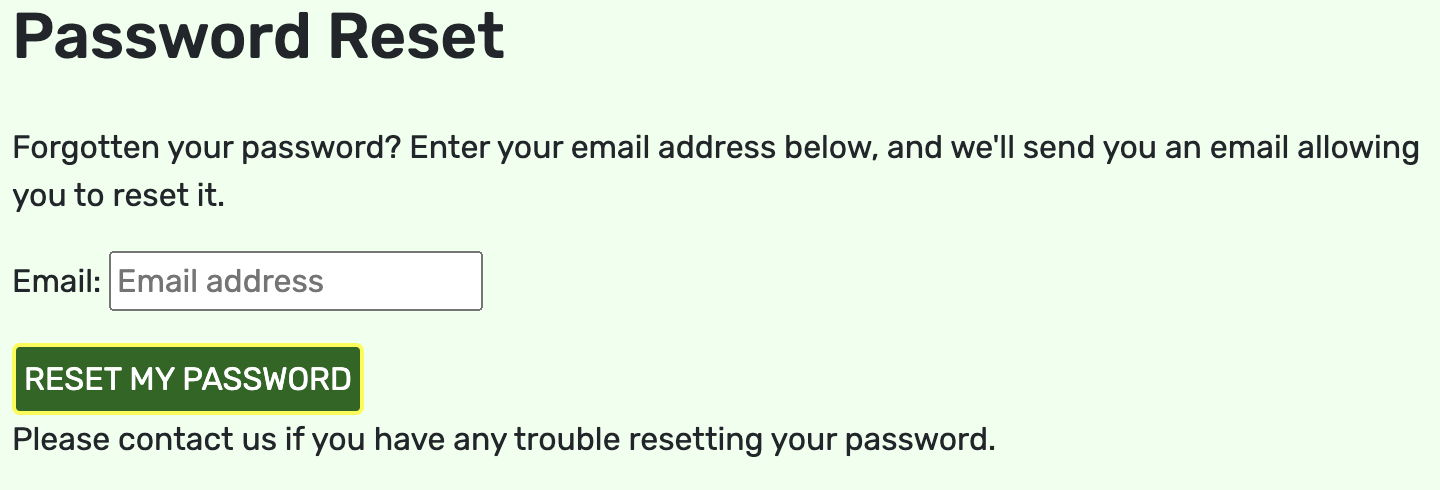 Password Reset
Forgotten your password? Enter your email address below, and we'll send you an email allowing
you to reset it.
Email: Email address
RESET MY PASSWORD
Please contact us if you have any trouble resetting your password.